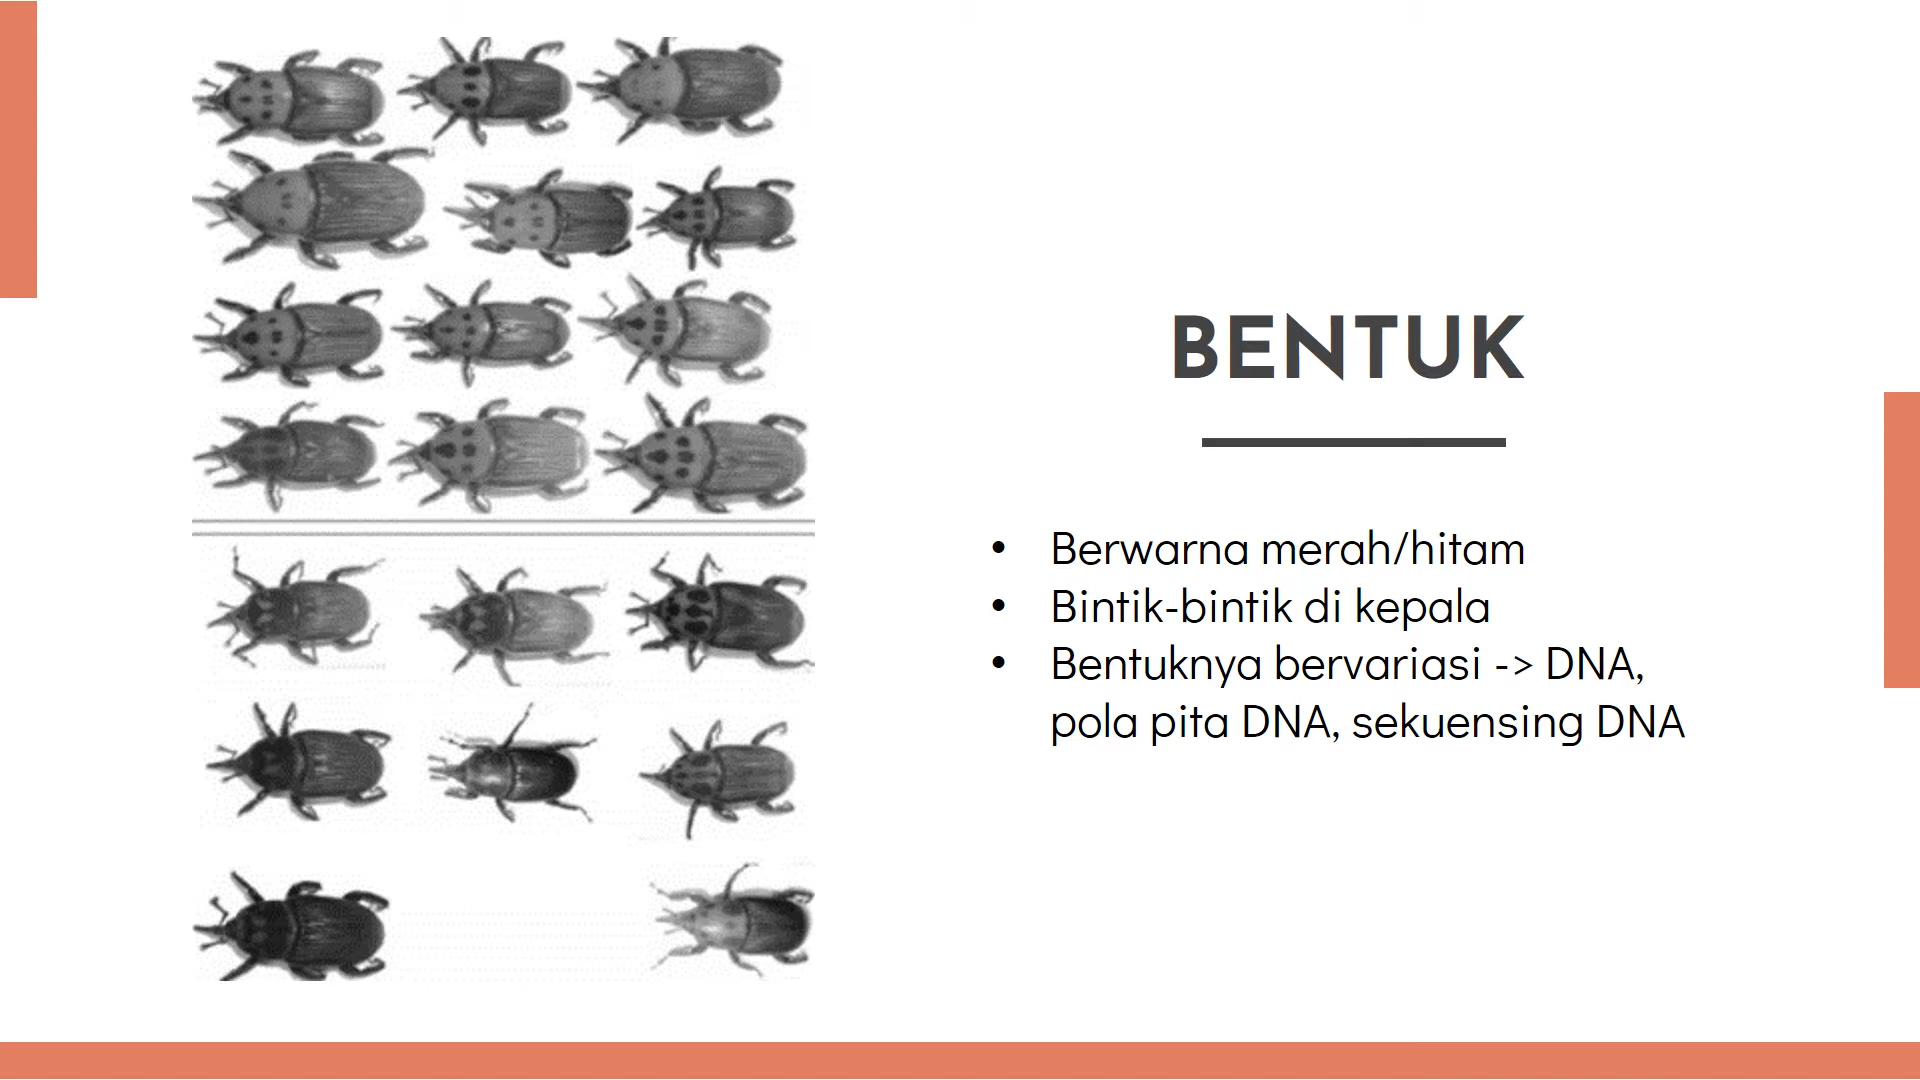 BENTUK
• Berwarna merah/hitam
• Bintik-bintik di kepala
• Bentuknya bervariasi -> DNA,
pola pita DNA, sekuensing DNA